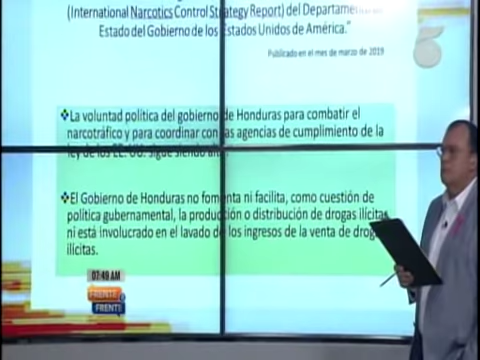 (International Narcotics Control Strategy Report) del Departamento
Estado del Gobierno de los Estados Unidos de América."
Publicado en el mes de marzo de 2019
5
La voluntad política del gobierno de Honduras para combatir el
narcotráfico y para coordinar con las agencias de cumplimiento de la
ley de los EE. UU. sigue siendo alta.
El Gobierno de Honduras no fomenta ni facilita, como cuestión de
política gubernamental, la producción o distribución de drogas ilícitas
ni está involucrado en el lavado de los ingresos de la venta de drogas
ilícitas.
07:49 AM
FRENTE a
FRENTE